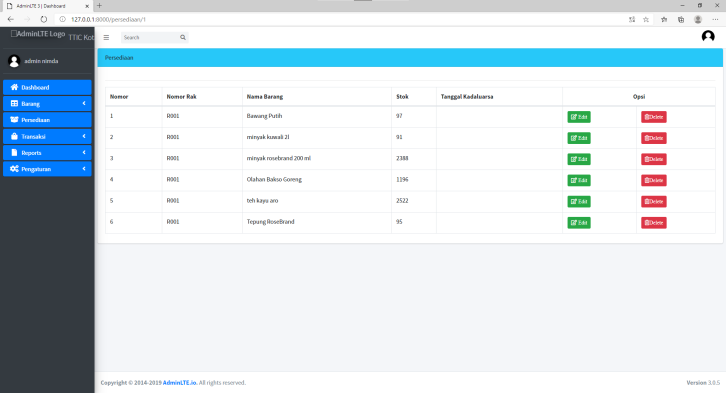 AdminLTE 3 | Dashboard
127.0.0.1:8000/persediaan/1
AdminLTE Logo TTIC Kot
Search
admin nimda
Persediaan
Dashboard
Barang
Persediaan
Transaksi
Reports
Pengaturan
Nomor Nomor Rak Nama Barang Stok Tanggal Kadaluarsa Opsi
1 R001 Bawang Putih 97 Edit Delete
2 R001 minyak kuwali 2l 91 Edit Delete
3 R001 minyak rosebrand 200 ml 2388 Edit Delete
4 R001 Olahan Bakso Goreng 1196 Edit Delete
5 R001 teh kayu aro 2522 Edit Delete
6 R001 Tepung RoseBrand 95 Edit Delete
Copyright © 2014-2019 AdminLTE.io. All rights reserved. Version 3.0.5